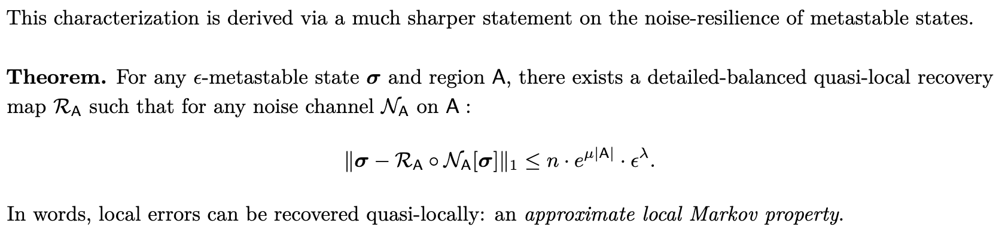 This characterization is derived via a much sharper statement on the noise-resilience of metastable states.
Theorem. For any ϵ-metastable state σ and region A, there exists a detailed-balanced quasi-local recovery
map ℛ_A such that for any noise channel 𝒩_A on A :
‖σ − ℛ_A ∘ 𝒩_A[σ]‖₁ ≤ n · e^{μ|A|} · ϵ^λ.
In words, local errors can be recovered quasi-locally: an approximate local Markov property.